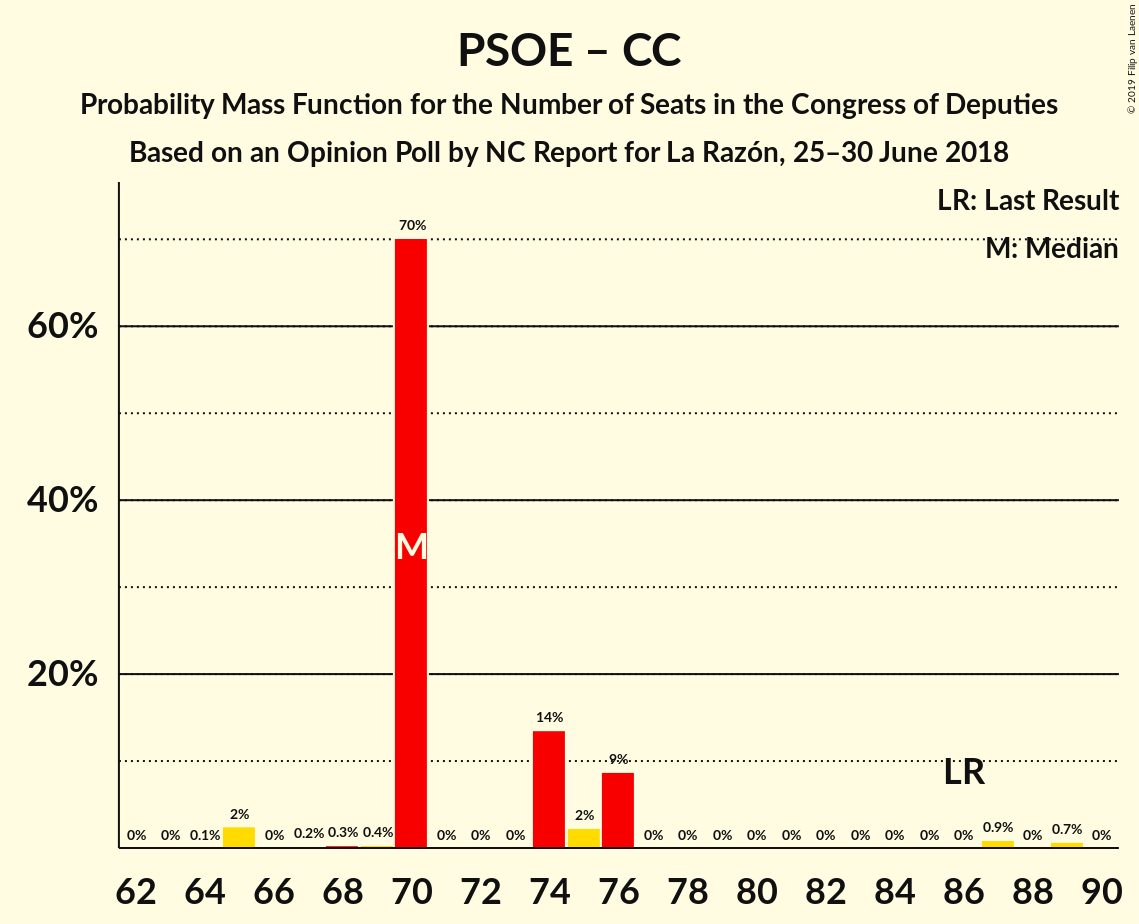 PSOE – CC
Probability Mass Function for the Number of Seats in the Congress of Deputies
Based on an Opinion Poll by NC Report for La Razón, 25–30 June 2018
© 2019 Filip van Laenen
LR: Last Result
M: Median
70%
60%
40%
M
20%
14%
9%
LR
0% 0% 0.1% 2% 0% 0.2% 0.3% 0.4% 0% 0% 0% 2% 0% 0% 0% 0% 0% 0% 0% 0% 0% 0% 0.9% 0% 0.7% 0%
62 64 66 68 70 72 74 76 78 80 82 84 86 88 90